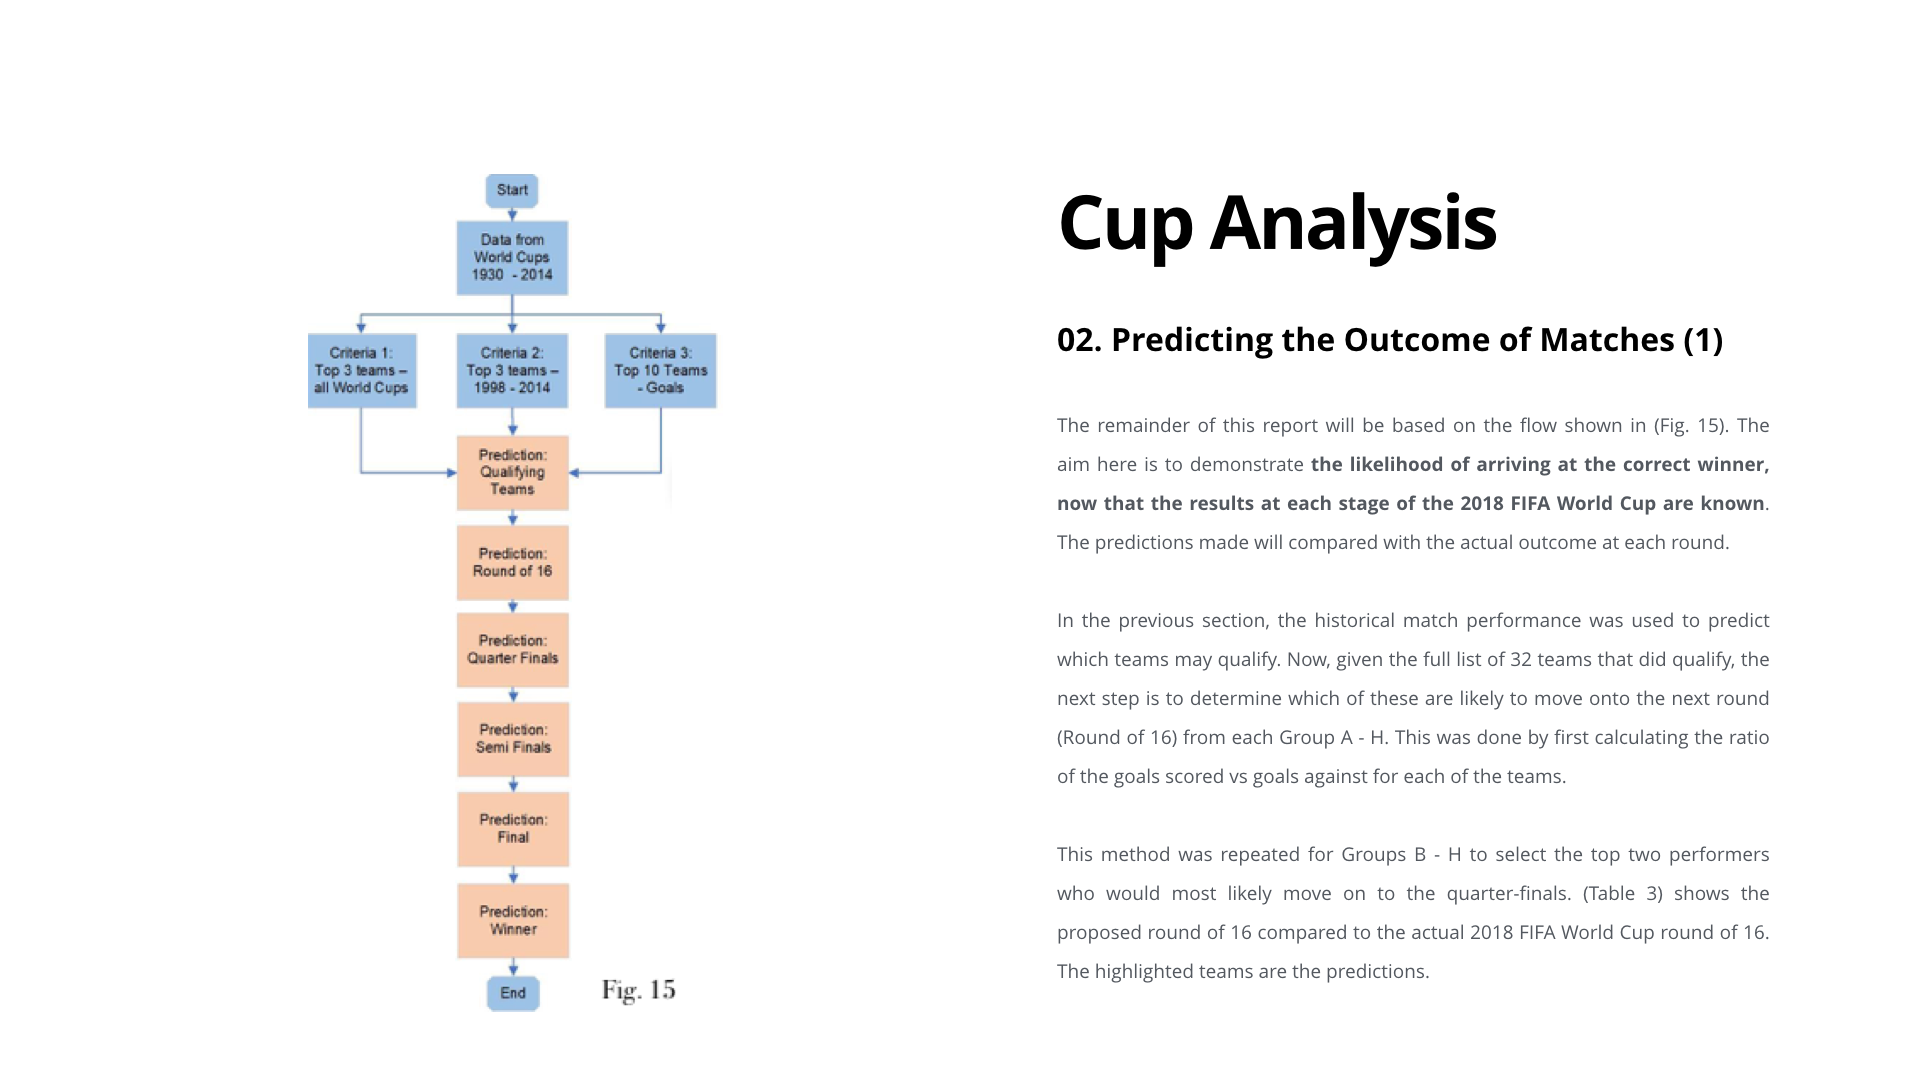 Start
Data from
World Cups
1930 - 2014
Criteria 1:
Top 3 teams –
all World Cups
Criteria 2:
Top 3 teams –
1998 - 2014
Criteria 3:
Top 10 Teams
- Goals
Prediction:
Qualifying
Teams
Prediction:
Round of 16
Prediction:
Quarter Finals
Prediction:
Semi Finals
Prediction:
Final
Prediction:
Winner
End
Fig. 15
Cup Analysis
02. Predicting the Outcome of Matches (1)
The remainder of this report will be based on the flow shown in (Fig. 15). The
aim here is to demonstrate the likelihood of arriving at the correct winner,
now that the results at each stage of the 2018 FIFA World Cup are known.
The predictions made will compared with the actual outcome at each round.
In the previous section, the historical match performance was used to predict
which teams may qualify. Now, given the full list of 32 teams that did qualify, the
next step is to determine which of these are likely to move onto the next round
(Round of 16) from each Group A - H. This was done by first calculating the ratio
of the goals scored vs goals against for each of the teams.
This method was repeated for Groups B - H to select the top two performers
who would most likely move on to the quarter-finals. (Table 3) shows the
proposed round of 16 compared to the actual 2018 FIFA World Cup round of 16.
The highlighted teams are the predictions.